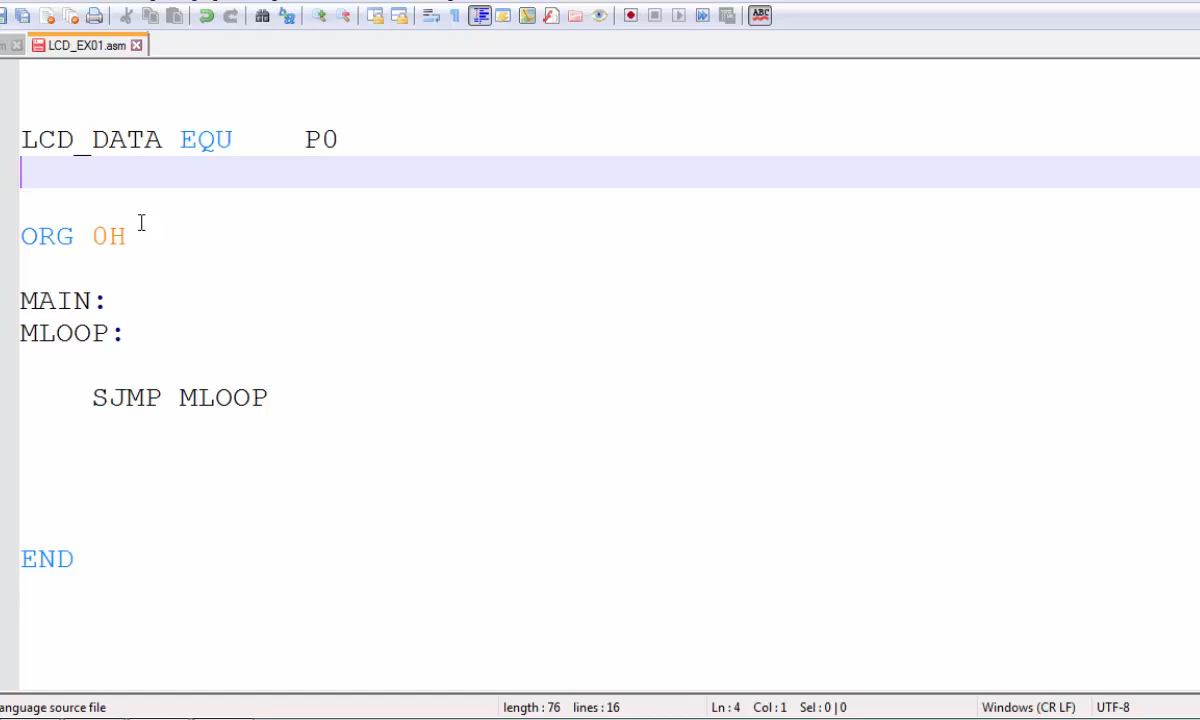 ABC
m LCD_EX01.asm
LCD_DATA EQU P0
ORG 0H
MAIN:
MLOOP:
SJMP MLOOP
END
anguage source file length : 76 lines : 16 Ln : 4 Col : 1 Sel : 0 | 0 Windows (CR LF) UTF-8